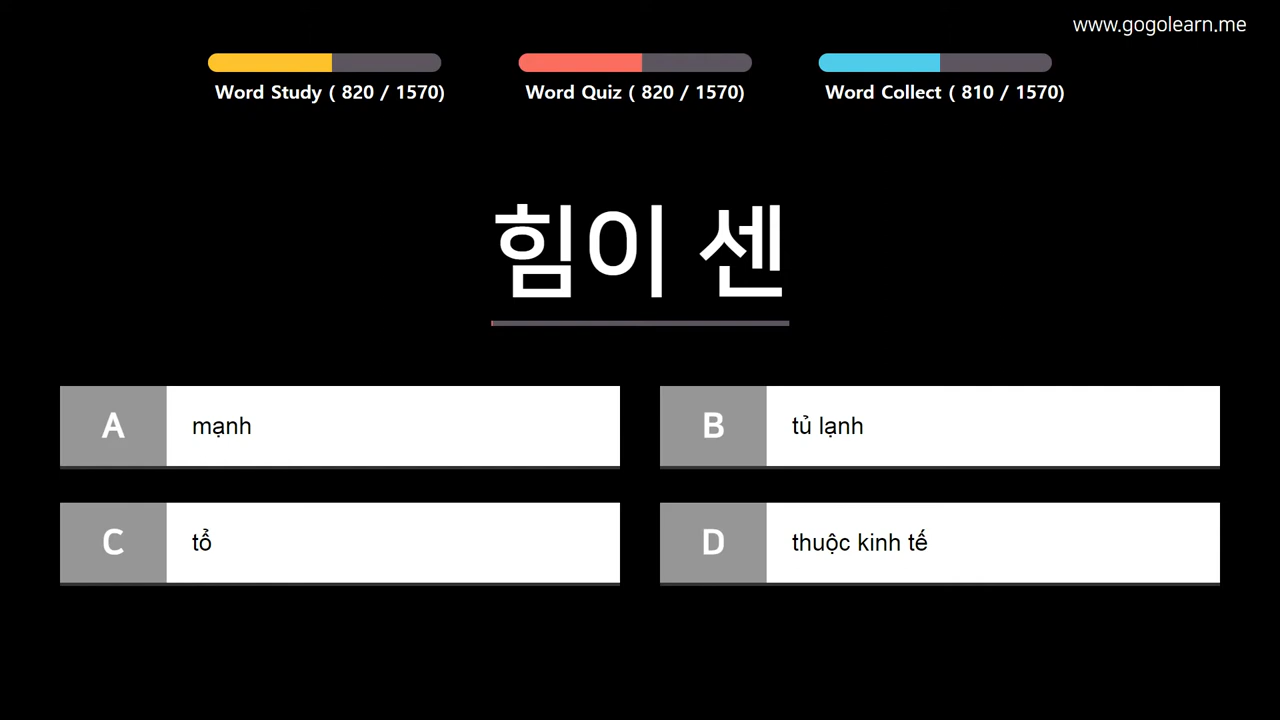 www.gogolearn.me
Word Study ( 820 / 1570)
Word Quiz ( 820 / 1570)
Word Collect ( 810 / 1570)
힘이 센
A
mạnh
B
tủ lạnh
C
tổ
D
thuộc kinh tế